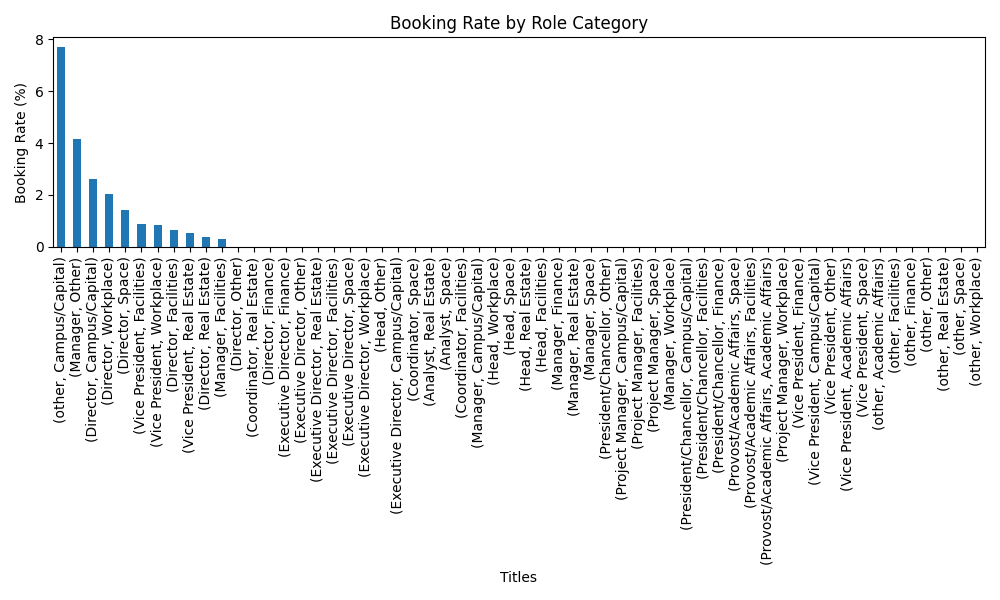 Booking Rate by Role Category
Booking Rate (%)
8
6
4
2
0
(other, Campus/Capital)
(Manager, Other)
(Director, Campus/Capital)
(Director, Workplace)
(Director, Space)
(Vice President, Facilities)
(Vice President, Workplace)
(Director, Facilities)
(Vice President, Real Estate)
(Director, Real Estate)
(Manager, Facilities)
(Director, Other)
(Coordinator, Real Estate)
(Director, Finance)
(Executive Director, Finance)
(Executive Director, Other)
(Executive Director, Real Estate)
(Executive Director, Facilities)
(Executive Director, Space)
(Executive Director, Workplace)
(Head, Other)
(Executive Director, Campus/Capital)
(Coordinator, Space)
(Analyst, Real Estate)
(Analyst, Space)
(Coordinator, Facilities)
(Manager, Campus/Capital)
(Head, Workplace)
(Head, Space)
(Head, Real Estate)
(Head, Facilities)
(Manager, Finance)
(Manager, Real Estate)
(Manager, Space)
(President/Chancellor, Other)
(Project Manager, Campus/Capital)
(Project Manager, Facilities)
(Project Manager, Space)
(Manager, Workplace)
(President/Chancellor, Campus/Capital)
(President/Chancellor, Facilities)
(President/Chancellor, Finance)
(Provost/Academic Affairs, Space)
(Provost/Academic Affairs, Facilities)
(Provost/Academic Affairs, Academic Affairs)
(Project Manager, Workplace)
(Vice President, Finance)
(Vice President, Campus/Capital)
(Vice President, Other)
(Vice President, Academic Affairs)
(Vice President, Space)
(other, Academic Affairs)
(other, Facilities)
(other, Finance)
(other, Other)
(other, Real Estate)
(other, Space)
(other, Workplace)
Titles